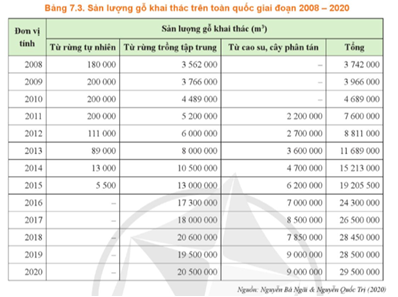 Bảng 7.3. Sản lượng gỗ khai thác trên toàn quốc giai đoạn 2008 – 2020
Đơn vị tính Sản lượng gỗ khai thác (m³)
Từ rừng tự nhiên Từ rừng trồng tập trung Từ cao su, cây phân tán Tổng
2008 180 000 3 562 000 – 3 742 000
2009 200 000 3 766 000 – 3 966 000
2010 200 000 4 489 000 – 4 689 000
2011 200 000 5 200 000 2 200 000 7 600 000
2012 111 000 6 000 000 2 700 000 8 811 000
2013 89 000 8 000 000 3 600 000 11 689 000
2014 13 000 10 500 000 4 700 000 15 213 000
2015 5 500 13 000 000 6 200 000 19 205 500
2016 – 17 300 000 7 000 000 24 300 000
2017 – 18 000 000 8 500 000 26 500 000
2018 – 20 600 000 7 850 000 28 450 000
2019 – 19 500 000 9 000 000 28 500 000
2020 – 20 500 000 9 000 000 29 500 000
Nguồn: Nguyễn Bá Ngãi & Nguyễn Quốc Trị (2020)